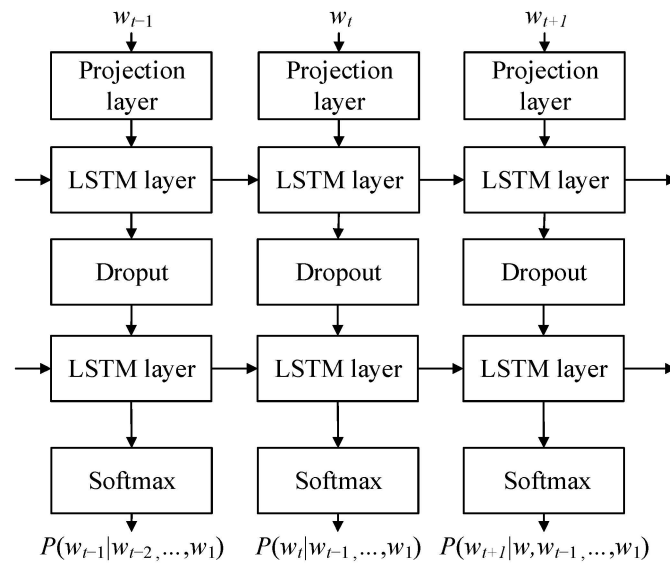 w_{t−1} w_t w_{t+1}
Projection layer Projection layer Projection layer
LSTM layer LSTM layer LSTM layer
Droput Dropout Dropout
LSTM layer LSTM layer LSTM layer
Softmax Softmax Softmax
P(w_{t−1}|w_{t−2},...,w_1) P(w_t|w_{t−1},...,w_1) P(w_{t+1}|w,w_{t−1},...,w_1)